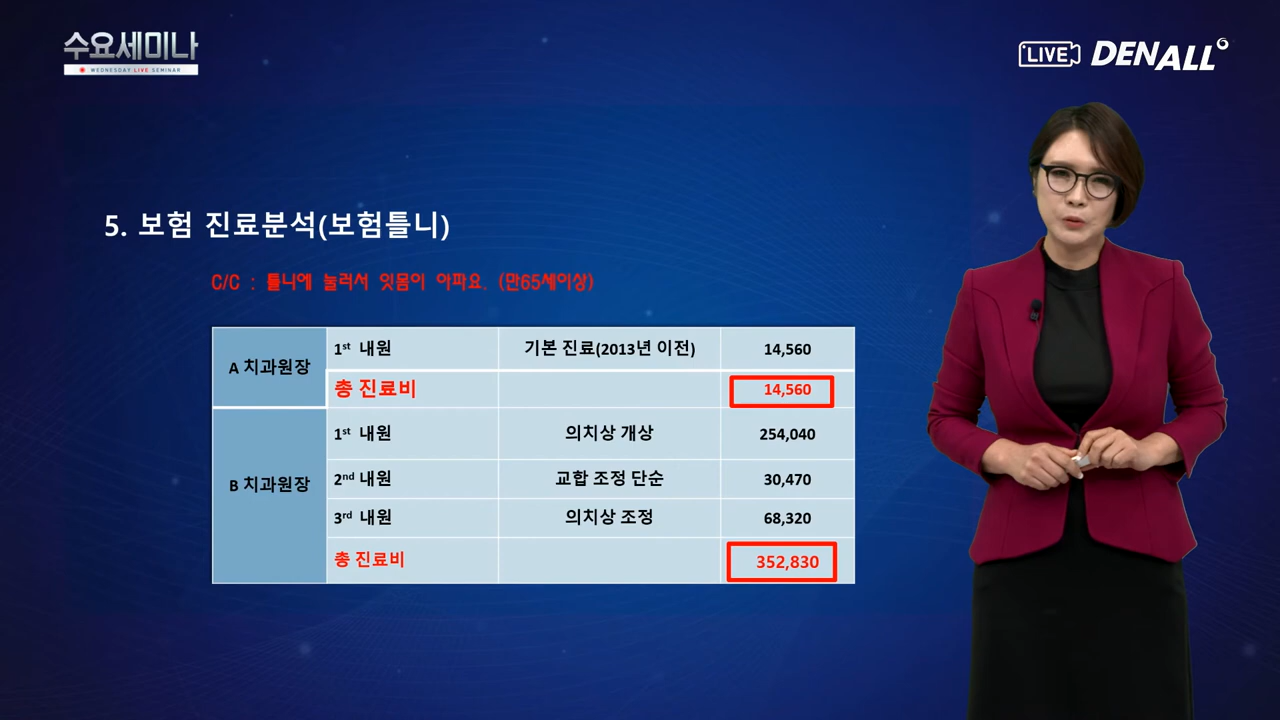 수요세미나
WEDNESDAY LIVE SEMINAR
LIVE DENALL
5. 보험 진료분석(보험틀니)
C/C : 틀니에 눌러서 잇몸이 아파요. (만65세이상)
A 치과원장
1st 내원 기본 진료(2013년 이전) 14,560
총 진료비 14,560
B 치과원장
1st 내원 의치상 개상 254,040
2nd 내원 교합 조정 단순 30,470
3rd 내원 의치상 조정 68,320
총 진료비 352,830